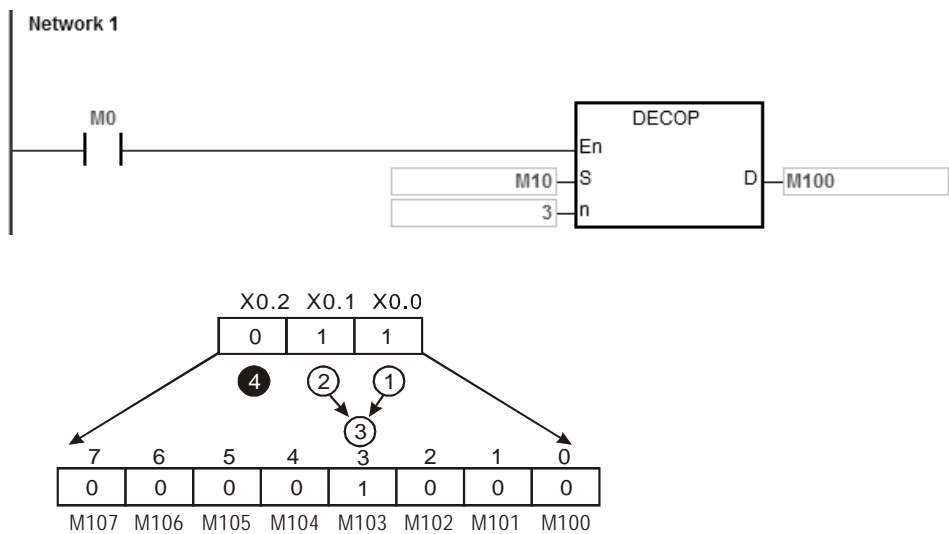 Network 1
M0
DECOP
En
M10 S D M100
3 n
X0.2 X0.1 X0.0
0 1 1
4 2 1
3
7 6 5 4 3 2 1 0
0 0 0 0 1 0 0 0
M107 M106 M105 M104 M103 M102 M101 M100